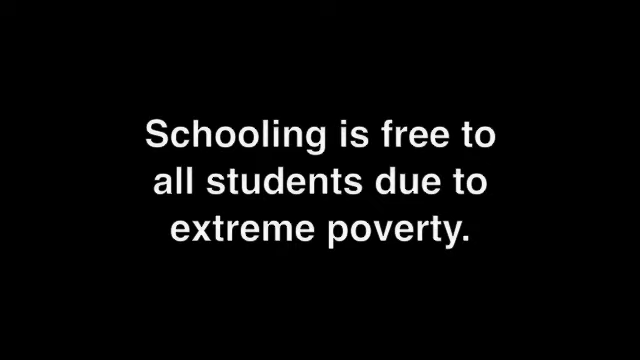 Schooling is free to
all students due to
extreme poverty.